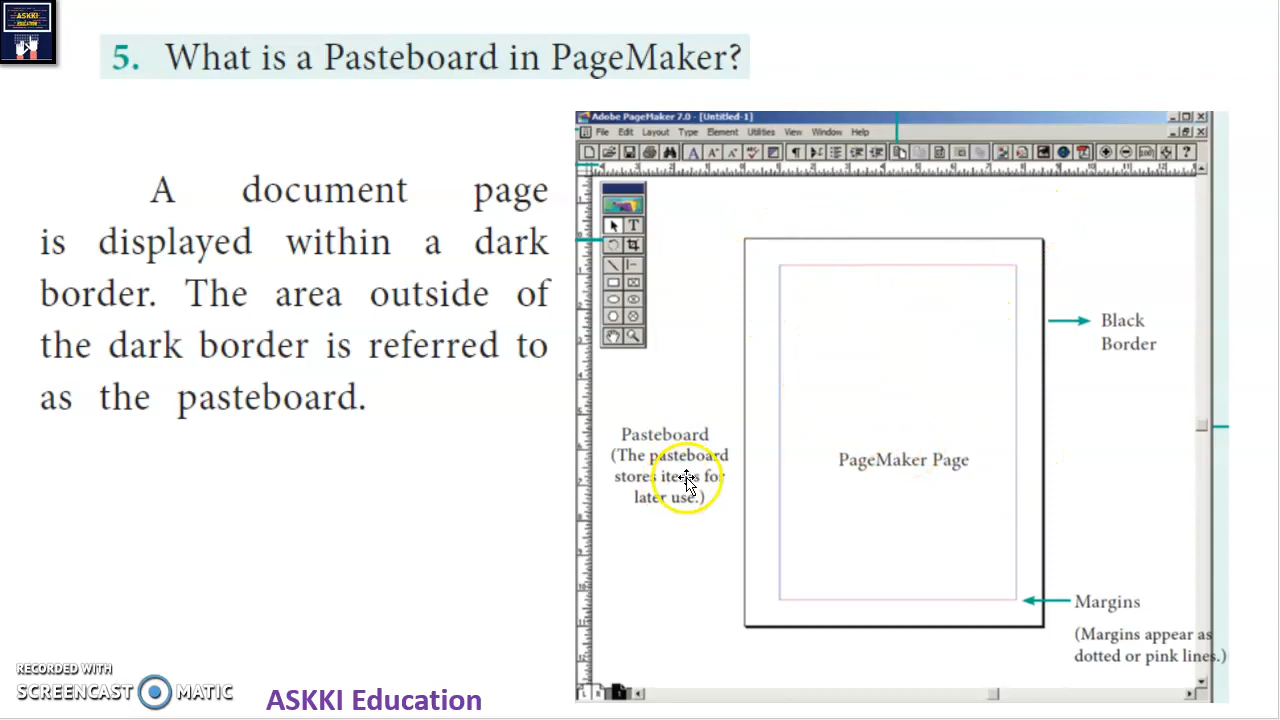 ASKKI
EDUCATION
5. What is a Pasteboard in PageMaker?
A document page
is displayed within a dark
border. The area outside of
the dark border is referred to
as the pasteboard.
Adobe PageMaker 7.0 - [Untitled-1]
File Edit Layout Type Element Utilities View Window Help
Black
Border
Pasteboard
(The pasteboard
stores items for
later use.)
PageMaker Page
Margins
(Margins appear as
dotted or pink lines.)
RECORDED WITH
SCREENCAST MATIC
ASKKI Education